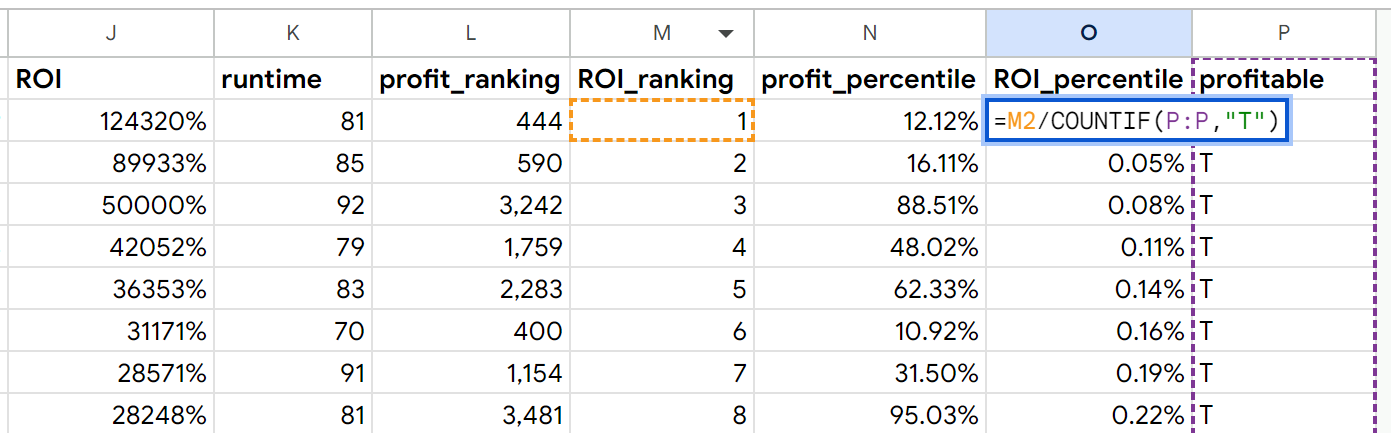 J K L M N O P
ROI runtime profit_ranking ROI_ranking profit_percentile ROI_percentile profitable
124320% 81 444 1 12.12% =M2/COUNTIF(P:P,"T")
89933% 85 590 2 16.11% 0.05% T
50000% 92 3,242 3 88.51% 0.08% T
42052% 79 1,759 4 48.02% 0.11% T
36353% 83 2,283 5 62.33% 0.14% T
31171% 70 400 6 10.92% 0.16% T
28571% 91 1,154 7 31.50% 0.19% T
28248% 81 3,481 8 95.03% 0.22% T